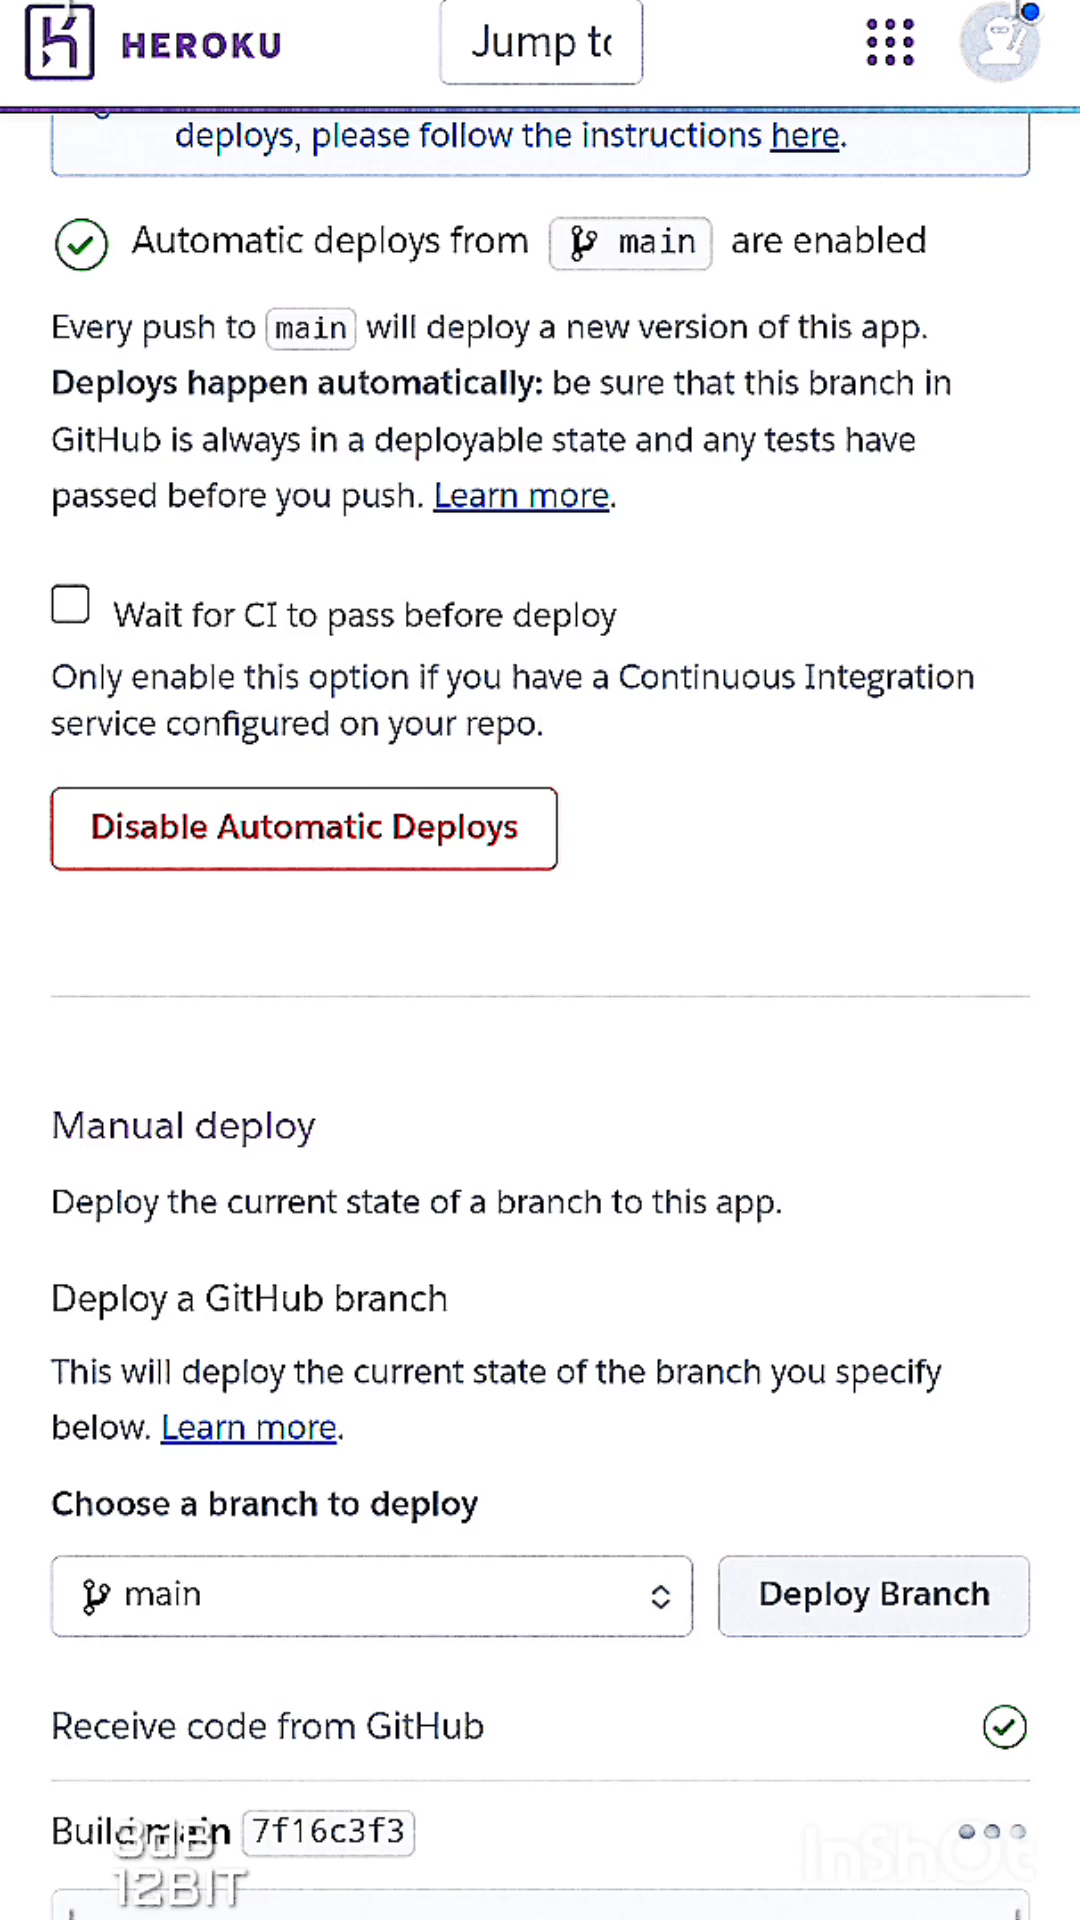 HEROKU
Jump to
deploys, please follow the instructions here.
Automatic deploys from main are enabled
Every push to main will deploy a new version of this app.
Deploys happen automatically: be sure that this branch in
GitHub is always in a deployable state and any tests have
passed before you push. Learn more.
Wait for CI to pass before deploy
Only enable this option if you have a Continuous Integration
service configured on your repo.
Disable Automatic Deploys
Manual deploy
Deploy the current state of a branch to this app.
Deploy a GitHub branch
This will deploy the current state of the branch you specify
below. Learn more.
Choose a branch to deploy
main
Deploy Branch
Receive code from GitHub
Build main 7f16c3f3
8dB
12BIT
InShOt